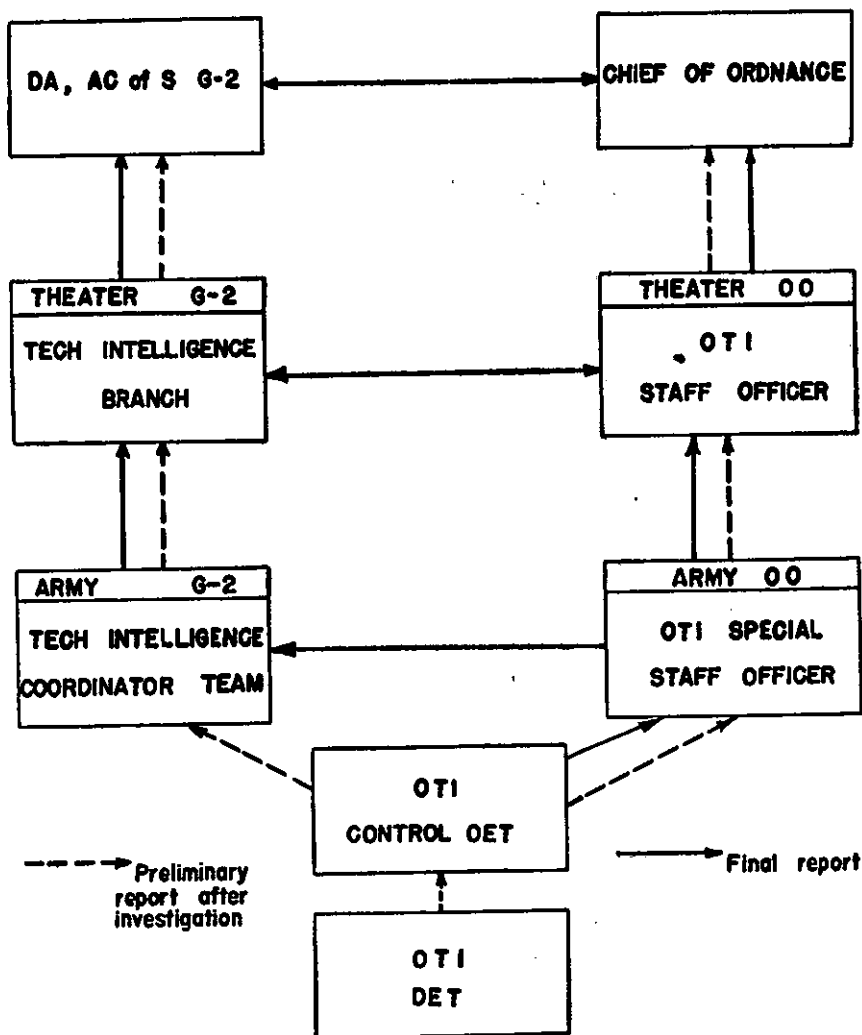 DA, AC of S G-2
CHIEF OF ORDNANCE
THEATER G-2
TECH INTELLIGENCE
BRANCH
THEATER OO
OTI
STAFF OFFICER
ARMY G-2
TECH INTELLIGENCE
COORDINATOR TEAM
ARMY OO
OTI SPECIAL
STAFF OFFICER
OTI
CONTROL OET
Preliminary
report after
investigation
Final report
OTI
DET